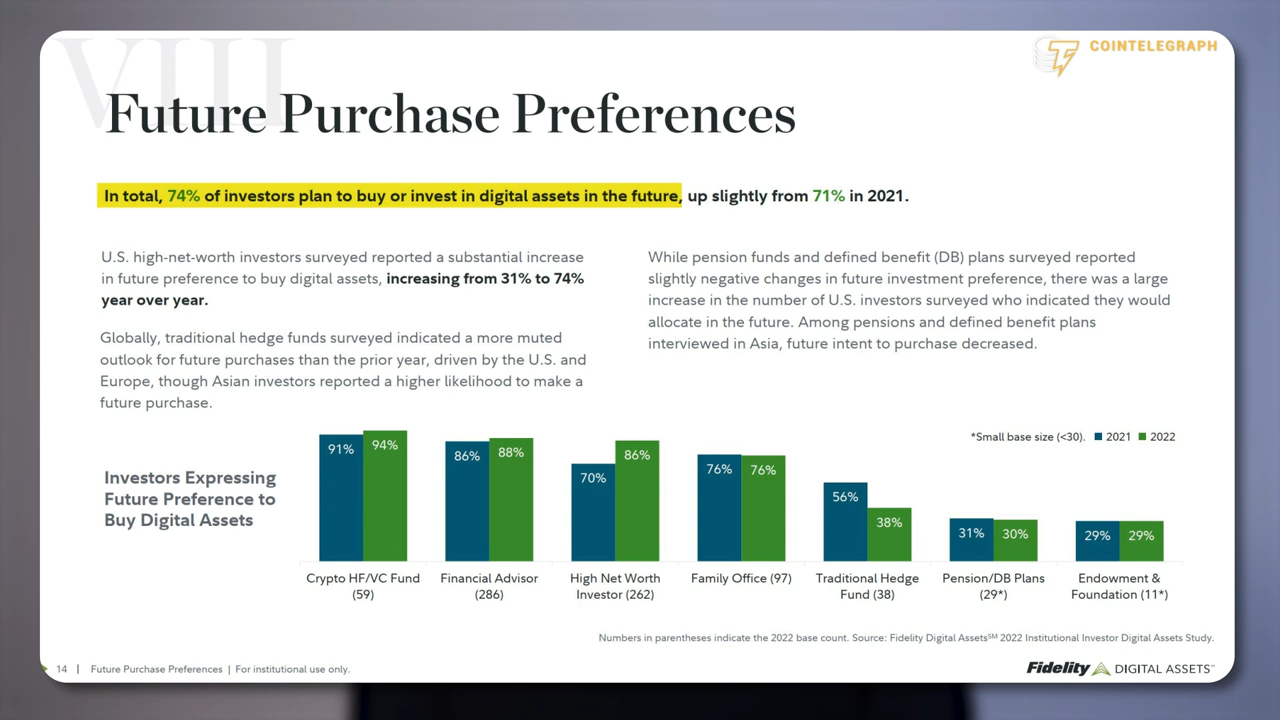 VIII
COINTELEGRAPH
Future Purchase Preferences
In total, 74% of investors plan to buy or invest in digital assets in the future, up slightly from 71% in 2021.
U.S. high-net-worth investors surveyed reported a substantial increase
in future preference to buy digital assets, increasing from 31% to 74%
year over year.
Globally, traditional hedge funds surveyed indicated a more muted
outlook for future purchases than the prior year, driven by the U.S. and
Europe, though Asian investors reported a higher likelihood to make a
future purchase.
While pension funds and defined benefit (DB) plans surveyed reported
slightly negative changes in future investment preference, there was a large
increase in the number of U.S. investors surveyed who indicated they would
allocate in the future. Among pensions and defined benefit plans
interviewed in Asia, future intent to purchase decreased.
*Small base size (<30). 2021 2022
Investors Expressing
Future Preference to
Buy Digital Assets
91% 94% 86% 88% 70% 86% 76% 76% 56% 38% 31% 30% 29% 29%
Crypto HF/VC Fund
(59)
Financial Advisor
(286)
High Net Worth
Investor (262)
Family Office (97)
Traditional Hedge
Fund (38)
Pension/DB Plans
(29*)
Endowment &
Foundation (11*)
Numbers in parentheses indicate the 2022 base count. Source: Fidelity Digital Assets℠ 2022 Institutional Investor Digital Assets Study.
14 | Future Purchase Preferences | For institutional use only.
Fidelity DIGITAL ASSETS℠